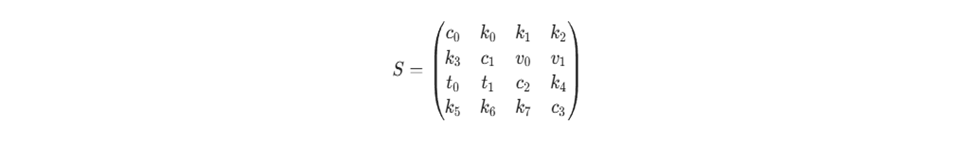 S = 
c₀ k₀ k₁ k₂
k₃ c₁ v₀ v₁
t₀ t₁ c₂ k₄
k₅ k₆ k₇ c₃